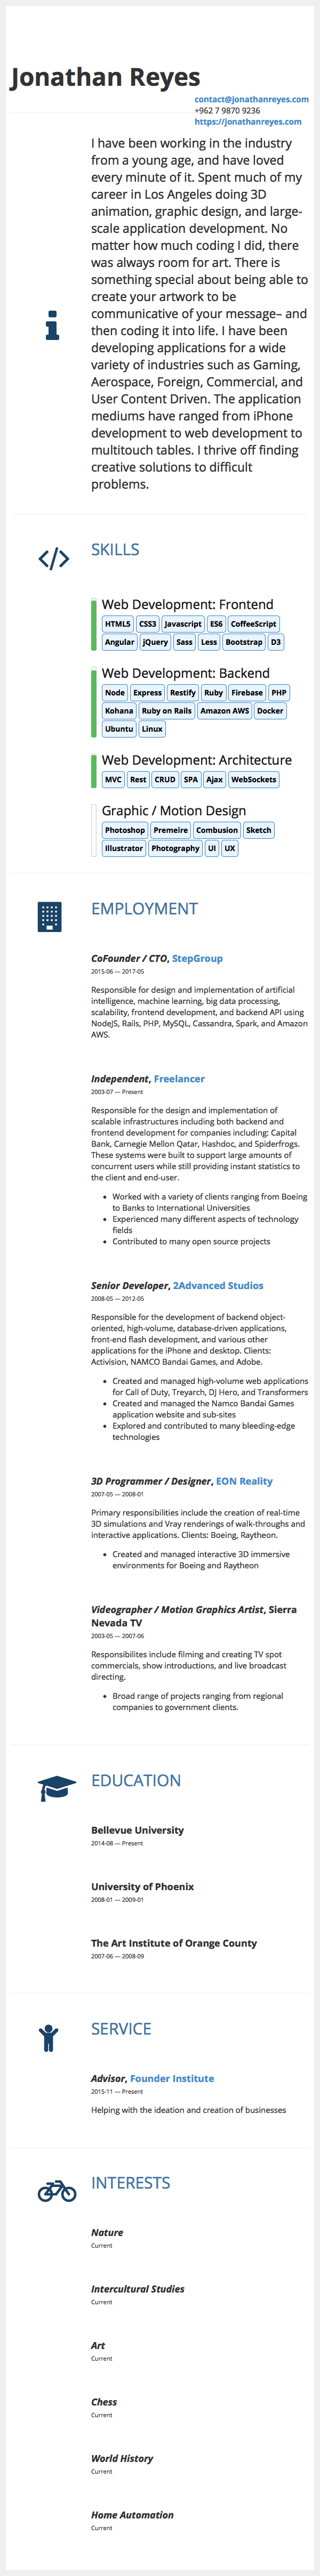 Jonathan Reyes
contact@jonathanreyes.com
+962 7 9870 9236
https://jonathanreyes.com
I have been working in the industry
from a young age, and have loved
every minute of it. Spent much of my
career in Los Angeles doing 3D
animation, graphic design, and large-
scale application development. No
matter how much coding I did, there
was always room for art. There is
something special about being able to
create your artwork to be
communicative of your message– and
then coding it into life. I have been
developing applications for a wide
variety of industries such as Gaming,
Aerospace, Foreign, Commercial, and
User Content Driven. The application
mediums have ranged from iPhone
development to web development to
multitouch tables. I thrive off finding
creative solutions to difficult
problems.
SKILLS
Web Development: Frontend
HTML5 CSS3 Javascript ES6 CoffeeScript
Angular jQuery Sass Less Bootstrap D3
Web Development: Backend
Node Express Restify Ruby Firebase PHP
Kohana Ruby on Rails Amazon AWS Docker
Ubuntu Linux
Web Development: Architecture
MVC Rest CRUD SPA Ajax WebSockets
Graphic / Motion Design
Photoshop Premeire Combusion Sketch
Illustrator Photography UI UX
EMPLOYMENT
CoFounder / CTO, StepGroup
2015-06 — 2017-05
Responsible for design and implementation of artificial
intelligence, machine learning, big data processing,
scalability, frontend development, and backend API using
NodeJS, Rails, PHP, MySQL, Cassandra, Spark, and Amazon
AWS.
Independent, Freelancer
2003-07 — Present
Responsible for the design and implementation of
scalable infrastructures including both backend and
frontend development for companies including: Capital
Bank, Carnegie Mellon Qatar, Hashdoc, and Spiderfrogs.
These systems were built to support large amounts of
concurrent users while still providing instant statistics to
the client and end-user.
• Worked with a variety of clients ranging from Boeing
to Banks to International Universities
• Experienced many different aspects of technology
fields
• Contributed to many open source projects
Senior Developer, 2Advanced Studios
2008-05 — 2012-05
Responsible for the development of backend object-
oriented, high-volume, database-driven applications,
front-end flash development, and various other
applications for the iPhone and desktop. Clients:
Activision, NAMCO Bandai Games, and Adobe.
• Created and managed high-volume web applications
for Call of Duty, Treyarch, DJ Hero, and Transformers
• Created and managed the Namco Bandai Games
application website and sub-sites
• Explored and contributed to many bleeding-edge
technologies
3D Programmer / Designer, EON Reality
2007-05 — 2008-01
Primary responsibilities include the creation of real-time
3D simulations and Vray renderings of walk-throughs and
interactive applications. Clients: Boeing, Raytheon.
• Created and managed interactive 3D immersive
environments for Boeing and Raytheon
Videographer / Motion Graphics Artist, Sierra
Nevada TV
2003-05 — 2007-06
Responsibilites include filming and creating TV spot
commercials, show introductions, and live broadcast
directing.
• Broad range of projects ranging from regional
companies to government clients.
EDUCATION
Bellevue University
2014-08 — Present
University of Phoenix
2008-01 — 2009-01
The Art Institute of Orange County
2007-06 — 2008-09
SERVICE
Advisor, Founder Institute
2015-11 — Present
Helping with the ideation and creation of businesses
INTERESTS
Nature
Current
Intercultural Studies
Current
Art
Current
Chess
Current
World History
Current
Home Automation
Current